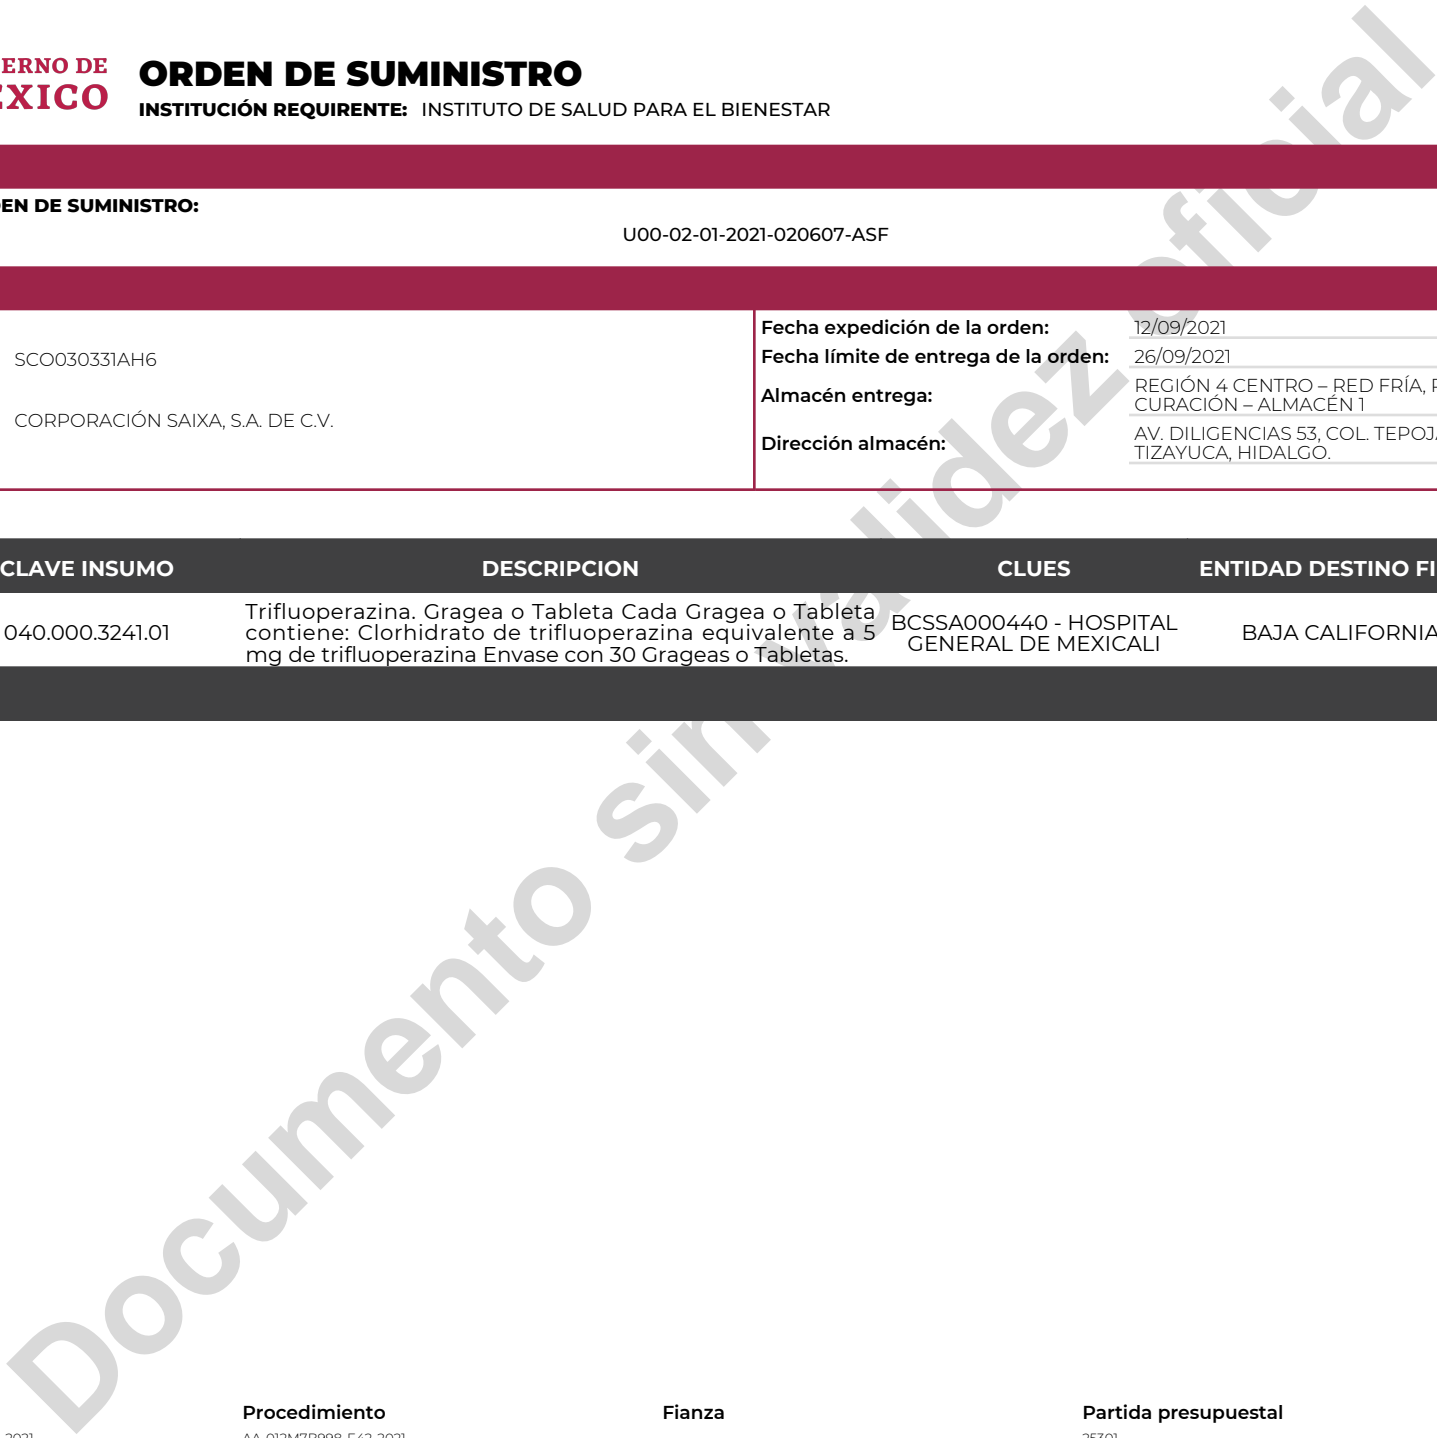 ERNO DE
ÉXICO
ORDEN DE SUMINISTRO
INSTITUCIÓN REQUIRENTE: INSTITUTO DE SALUD PARA EL BIENESTAR
EN DE SUMINISTRO:
U00-02-01-2021-020607-ASF
SCO030331AH6
CORPORACIÓN SAIXA, S.A. DE C.V.
Fecha expedición de la orden: 12/09/2021
Fecha límite de entrega de la orden: 26/09/2021
Almacén entrega: REGIÓN 4 CENTRO – RED FRÍA,
CURACIÓN – ALMACÉN 1
Dirección almacén: AV. DILIGENCIAS 53, COL. TEPOJA
TIZAYUCA, HIDALGO.
CLAVE INSUMO DESCRIPCION CLUES ENTIDAD DESTINO FI
040.000.3241.01
Trifluoperazina. Gragea o Tableta Cada Gragea o Tableta
contiene: Clorhidrato de trifluoperazina equivalente a 5
mg de trifluoperazina Envase con 30 Grageas o Tabletas.
BCSSA000440 - HOSPITAL
GENERAL DE MEXICALI
BAJA CALIFORNIA
Documento sin validez oficial
Procedimiento Fianza Partida presupuestal